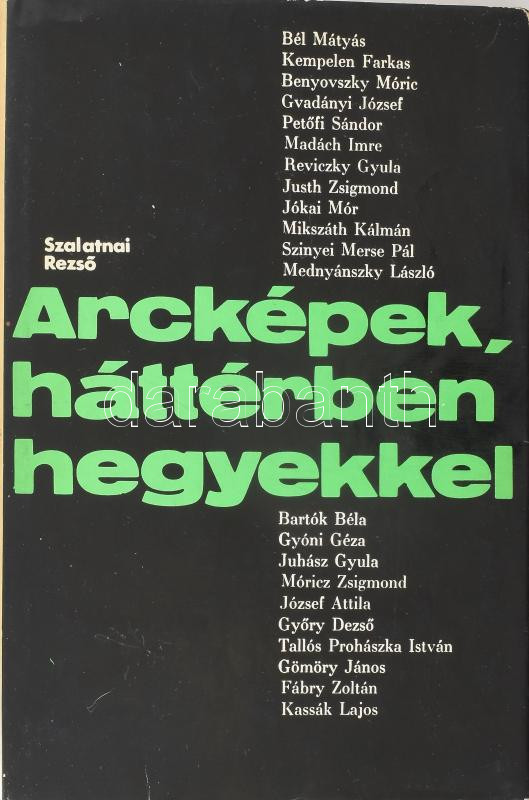 Bél Mátyás
Kempelen Farkas
Benyovszky Móric
Gvadányi József
Petőfi Sándor
Madách Imre
Reviczky Gyula
Justh Zsigmond
Jókai Mór
Mikszáth Kálmán
Szinyei Merse Pál
Mednyánszky László
Szalatnai
Rezső
Arcképek,
háttérben
darabanth
hegyekkel
Bartók Béla
Gyóni Géza
Juhász Gyula
Móricz Zsigmond
József Attila
Győry Dezső
Tallós Prohászka István
Gömöry János
Fábry Zoltán
Kassák Lajos